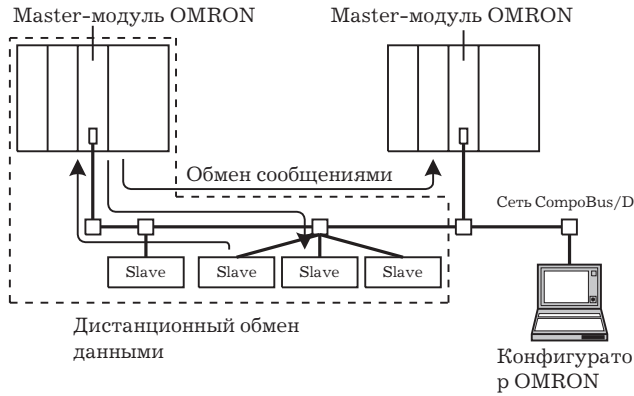 Master-модуль OMRON
Master-модуль OMRON
Обмен сообщениями
Сеть CompoBus/D
Slave
Slave
Slave
Slave
Дистанционный обмен
данными
Конфигурато
р OMRON